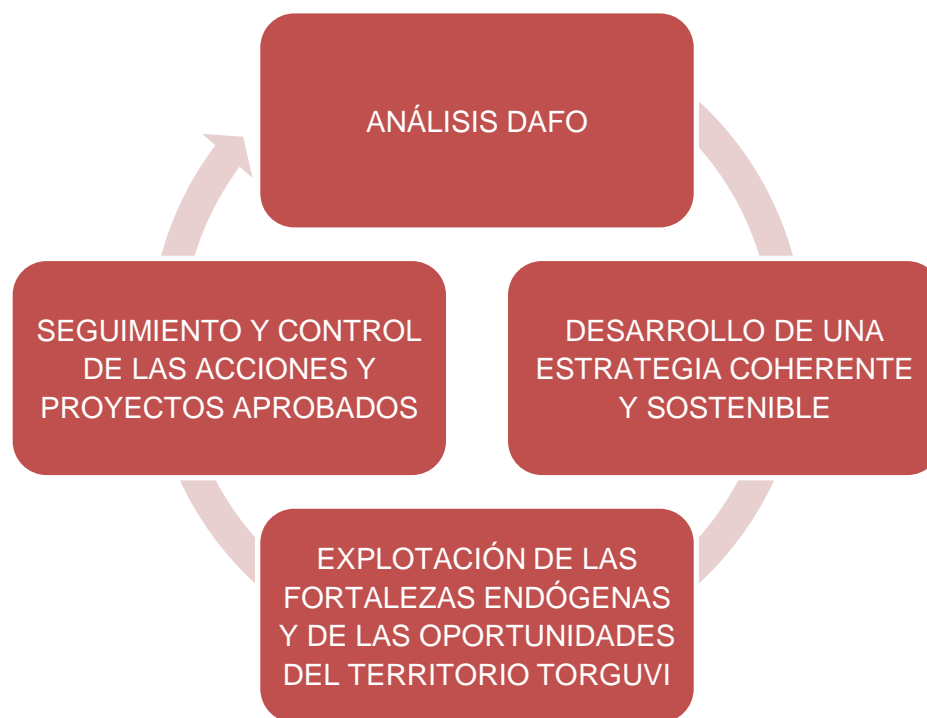 ANÁLISIS DAFO
DESARROLLO DE UNA
ESTRATEGIA COHERENTE
Y SOSTENIBLE
EXPLOTACIÓN DE LAS
FORTALEZAS ENDÓGENAS
Y DE LAS OPORTUNIDADES
DEL TERRITORIO TORGUVI
SEGUIMIENTO Y CONTROL
DE LAS ACCIONES Y
PROYECTOS APROBADOS